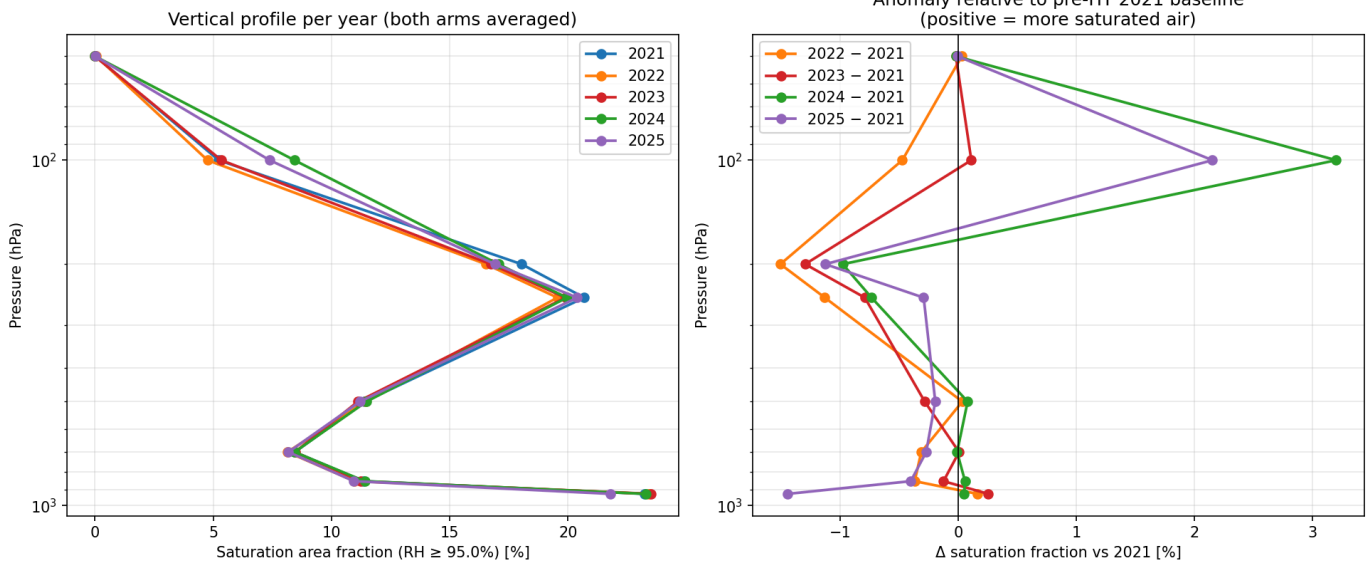 Vertical profile per year (both arms averaged)
2021
2022
2023
2024
2025
10²
10³
Pressure (hPa)
0
5
10
15
20
Saturation area fraction (RH ≥ 95.0%) [%]
Anomaly relative to pre-HT 2021 baseline
(positive = more saturated air)
2022 − 2021
2023 − 2021
2024 − 2021
2025 − 2021
10²
10³
Pressure (hPa)
−1
0
1
2
3
Δ saturation fraction vs 2021 [%]